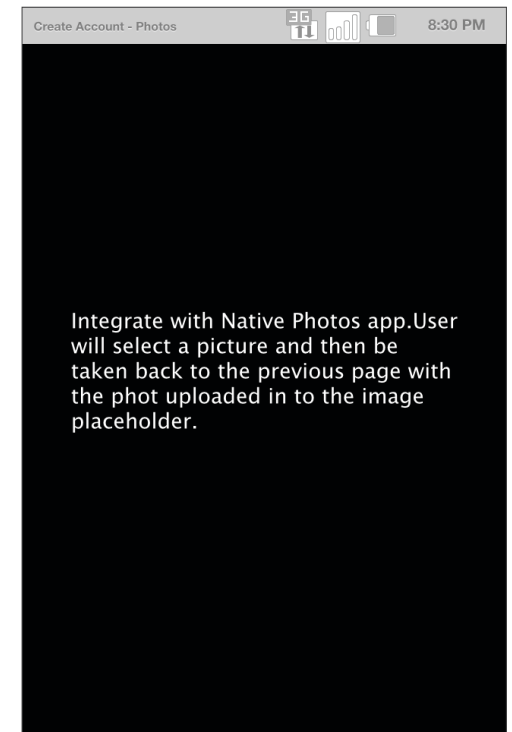 Create Account - Photos 3G 8:30 PM
Integrate with Native Photos app.User
will select a picture and then be
taken back to the previous page with
the phot uploaded in to the image
placeholder.